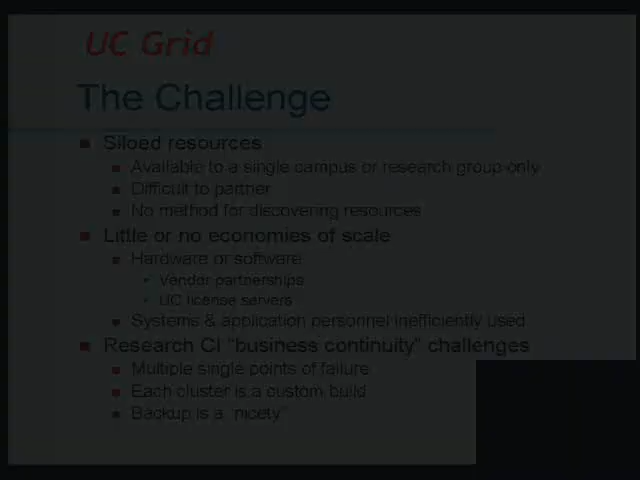 UC Grid
The Challenge
Siloed resources
Available to a single campus or research group only
Difficult to partner
No method for discovering resources
Little or no economies of scale
Hardware or software
Vendor partnerships
UC license servers
Systems & application personnel inefficiently used
Research CI "business continuity" challenges
Multiple single points of failure
Each cluster is a custom build
Backup is a "nicety"